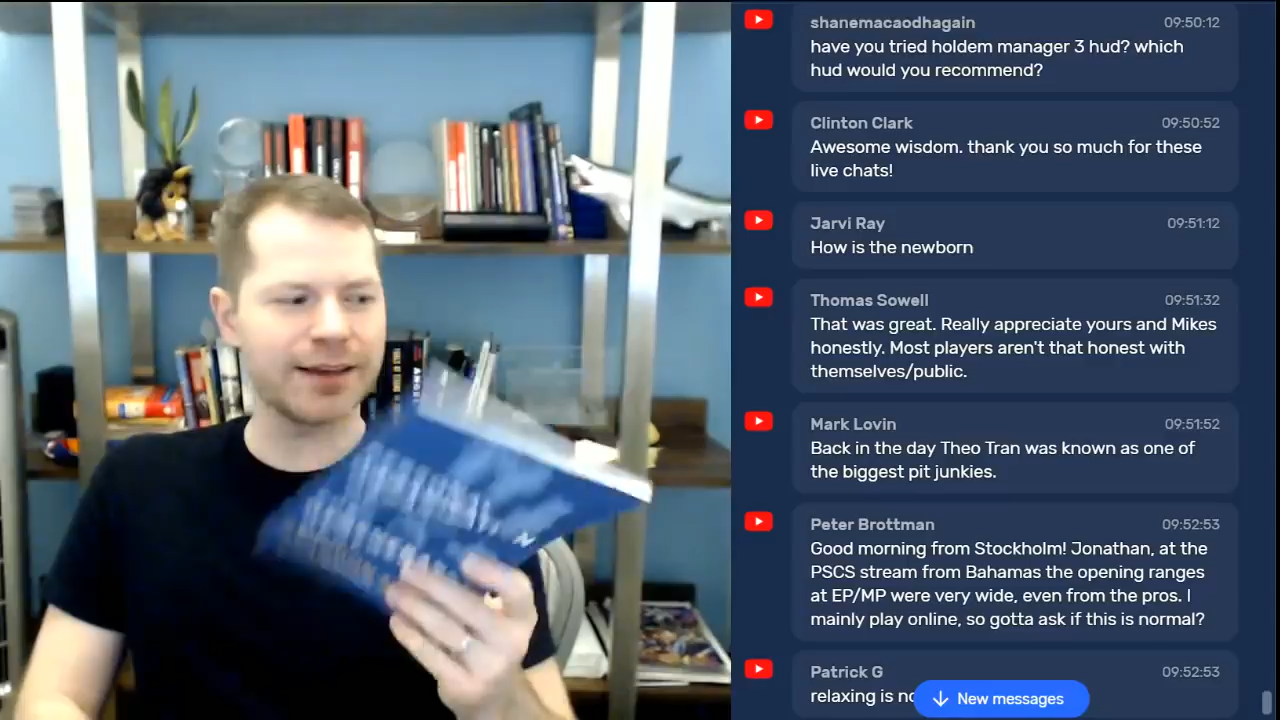 shanemacaodhagain 09:50:12
have you tried holdem manager 3 hud? which
hud would you recommend?
Clinton Clark 09:50:52
Awesome wisdom. thank you so much for these
live chats!
Jarvi Ray 09:51:12
How is the newborn
Thomas Sowell 09:51:32
That was great. Really appreciate yours and Mikes
honestly. Most players aren't that honest with
themselves/public.
Mark Lovin 09:51:52
Back in the day Theo Tran was known as one of
the biggest pit junkies.
Peter Brottman 09:52:53
Good morning from Stockholm! Jonathan, at the
PSCS stream from Bahamas the opening ranges
at EP/MP were very wide, even from the pros. I
mainly play online, so gotta ask if this is normal?
Patrick G 09:52:53
relaxing is
New messages